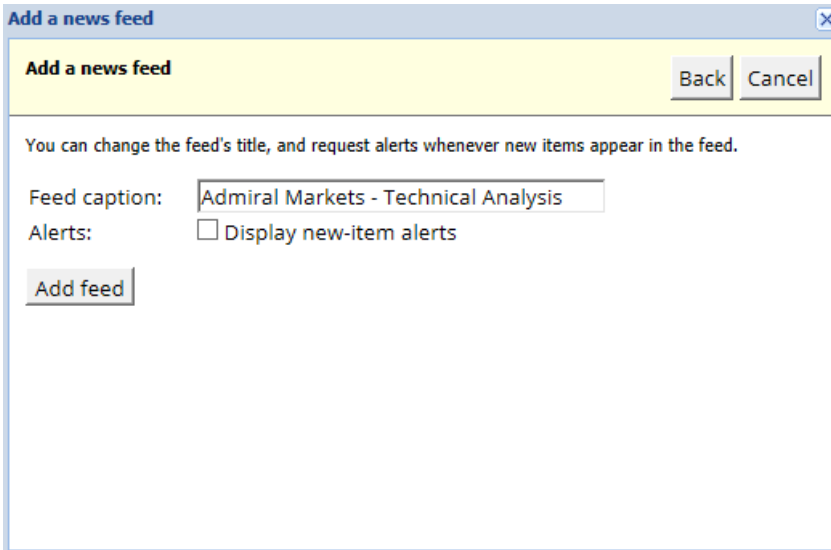 Add a news feed
Add a news feed
Back Cancel
You can change the feed's title, and request alerts whenever new items appear in the feed.
Feed caption: Admiral Markets - Technical Analysis
Alerts: Display new-item alerts
Add feed